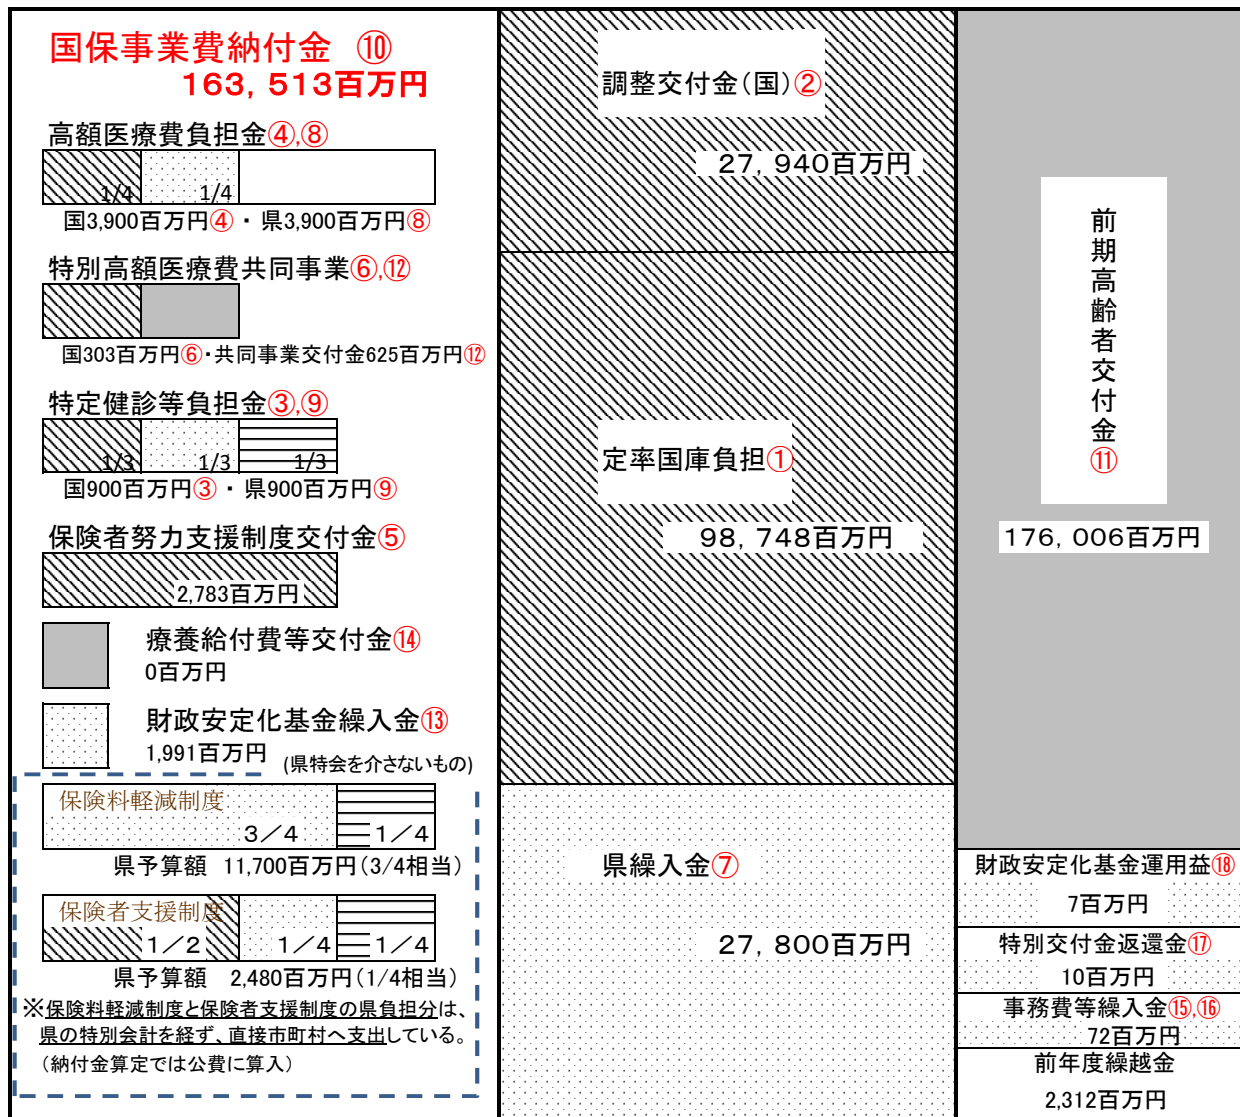 国保事業費納付金 ⑩
163,513百万円
高額医療費負担金④,⑧
1/4 1/4
国3,900百万円④・県3,900百万円⑧
特別高額医療費共同事業⑥,⑫
国303百万円⑥・共同事業交付金625百万円⑫
特定健診等負担金③,⑨
1/3 1/3 1/3
国900百万円③・県900百万円⑨
保険者努力支援制度交付金⑤
2,783百万円
療養給付費等交付金⑭
0百万円
財政安定化基金繰入金⑬
1,991百万円
(県特会を介さないもの)
保険料軽減制度
3/4 1/4
県予算額 11,700百万円(3/4相当)
保険者支援制度
1/2 1/4 1/4
県予算額 2,480百万円(1/4相当)
※保険料軽減制度と保険者支援制度の県負担分は、
県の特別会計を経ず、直接市町村へ支出している。
(納付金算定では公費に算入)
調整交付金(国)②
27,940百万円
定率国庫負担①
98,748百万円
県繰入金⑦
27,800百万円
前期高齢者交付金⑪
176,006百万円
財政安定化基金運用益⑱
7百万円
特別交付金返還金⑰
10百万円
事務費等繰入金⑮,⑯
72百万円
前年度繰越金
2,312百万円